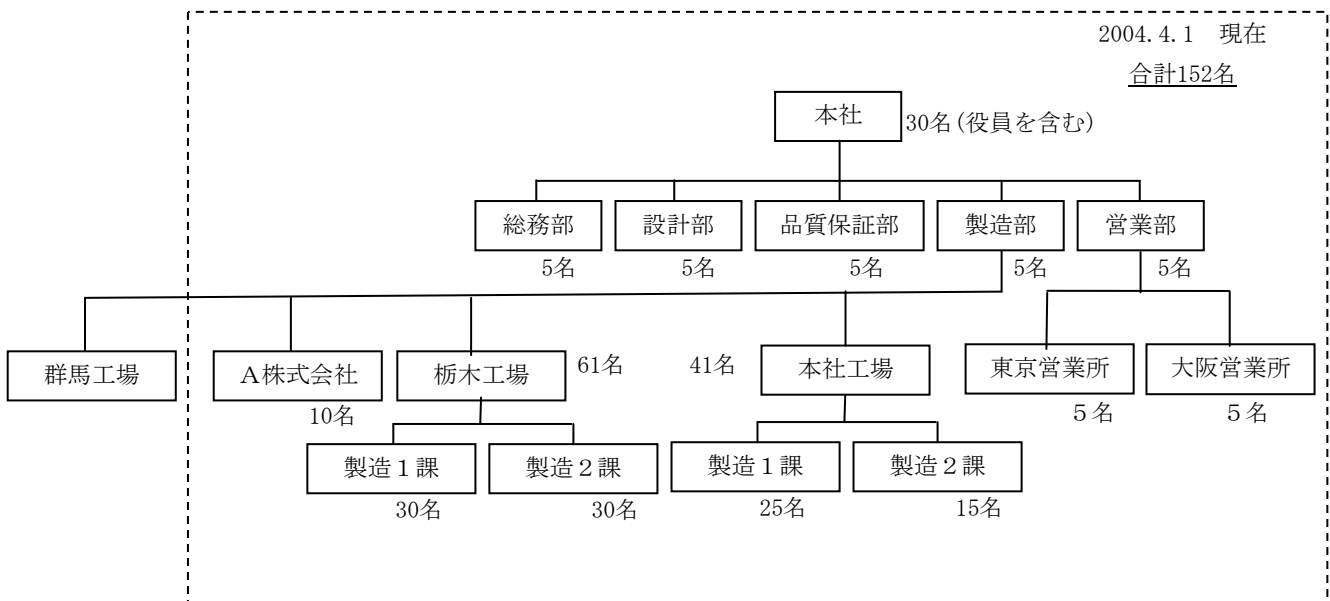 2004.4.1 現在
合計152名
本社
30名(役員を含む)
総務部 設計部 品質保証部 製造部 営業部
5名 5名 5名 5名 5名
群馬工場 A株式会社 栃木工場 61名 41名 本社工場 東京営業所 大阪営業所
10名 5名 5名
製造1課 製造2課 製造1課 製造2課
30名 30名 25名 15名